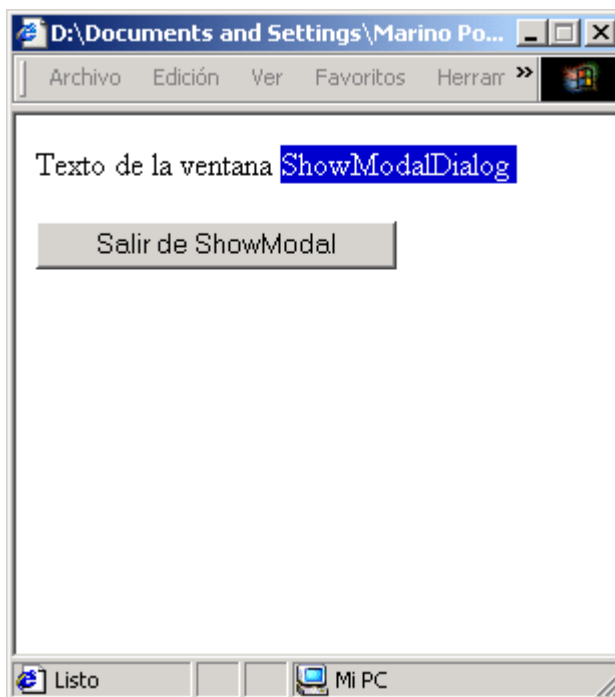 D:\Documents and Settings\Marino Po...
Archivo Edición Ver Favoritos Herrar »
Texto de la ventana ShowModalDialog
Salir de ShowModal
Listo Mi PC